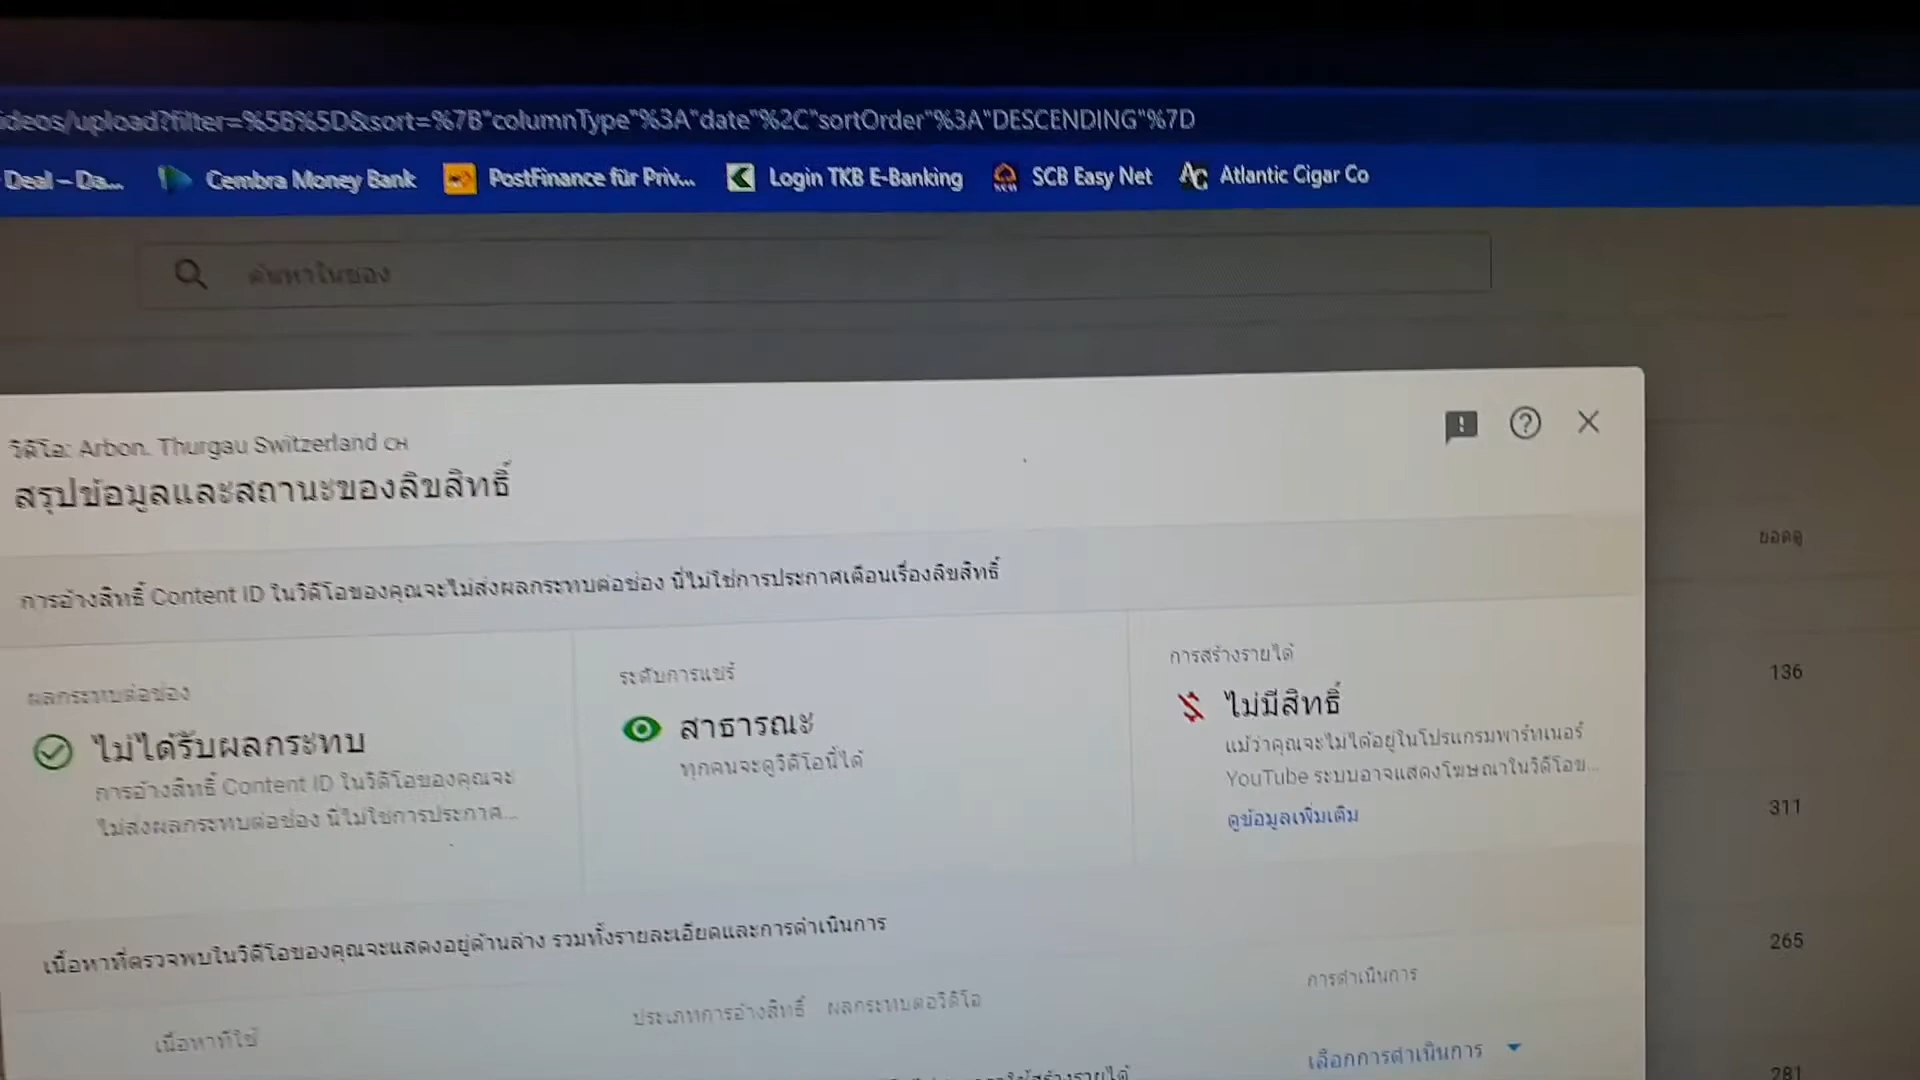 ideos/upload?filter=%5B%5D&sort=%7B"columnType"%3A"date"%2C"sortOrder"%3A"DESCENDING"%7D
Deal – Da... Cembra Money Bank PostFinance für Priv... Login TKB E-Banking SCB Easy Net Atlantic Cigar Co
ค้นหาในช่อง
วิดีโอ: Arbon. Thurgau Switzerland CH
สรุปข้อมูลและสถานะของลิขสิทธิ์
การอ้างสิทธิ์ Content ID ในวิดีโอของคุณจะไม่ส่งผลกระทบต่อช่อง นี่ไม่ใช่การประกาศเตือนเรื่องลิขสิทธิ์
ยอดดู
ผลกระทบต่อช่อง
ไม่ได้รับผลกระทบ
การอ้างสิทธิ์ Content ID ในวิดีโอของคุณจะ
ไม่ส่งผลกระทบต่อช่อง นี่ไม่ใช่การประกาศ...
ระดับการแชร์
สาธารณะ
ทุกคนจะดูวิดีโอนี้ได้
การสร้างรายได้
ไม่มีสิทธิ์
แม้ว่าคุณจะไม่ได้อยู่ในโปรแกรมพาร์ทเนอร์
YouTube ระบบอาจแสดงโฆษณาในวิดีโอข...
ดูข้อมูลเพิ่มเติม
136
311
265
281
เนื้อหาที่ตรวจพบในวิดีโอของคุณจะแสดงอยู่ด้านล่าง รวมทั้งรายละเอียดและการดำเนินการ
เนื้อหาที่ใช้ ประเภทการอ้างสิทธิ์ ผลกระทบต่อวิดีโอ การดำเนินการ
เลือกการดำเนินการ